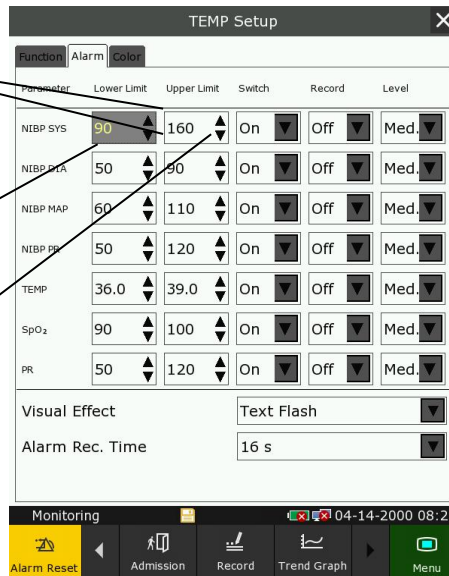 TEMP Setup
Function Alarm Color
Parameter Lower Limit Upper Limit Switch Record Level
NIBP SYS 90 160 On Off Med.
NIBP DIA 50 90 On Off Med.
NIBP MAP 60 110 On Off Med.
NIBP PR 50 120 On Off Med.
TEMP 36.0 39.0 On Off Med.
SpO₂ 90 100 On Off Med.
PR 50 120 On Off Med.
Visual Effect Text Flash
Alarm Rec. Time 16 s
Monitoring 04-14-2000 08:2
Alarm Reset Admission Record Trend Graph Menu